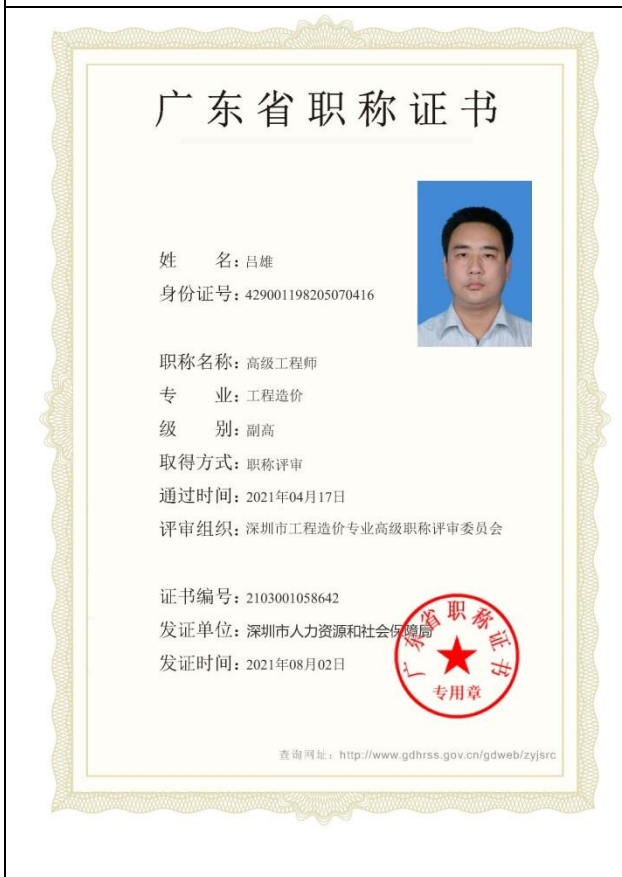 广东省职称证书
姓 名：吕雄
身份证号：429001198205070416
职称名称：高级工程师
专 业：工程造价
级 别：副高
取得方式：职称评审
通过时间：2021年04月17日
评审组织：深圳市工程造价专业高级职称评审委员会
证书编号：2103001058642
发证单位：深圳市人力资源和社会保障局
发证时间：2021年08月02日
广东省职称证书
专用章
查询网址：http://www.gdhrss.gov.cn/gdweb/zyjsrc